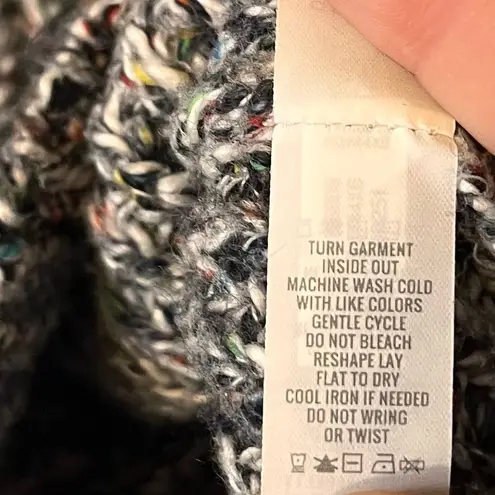 TURN GARMENT
INSIDE OUT
MACHINE WASH COLD
WITH LIKE COLORS
GENTLE CYCLE
DO NOT BLEACH
RESHAPE LAY
FLAT TO DRY
COOL IRON IF NEEDED
DO NOT WRING
OR TWIST